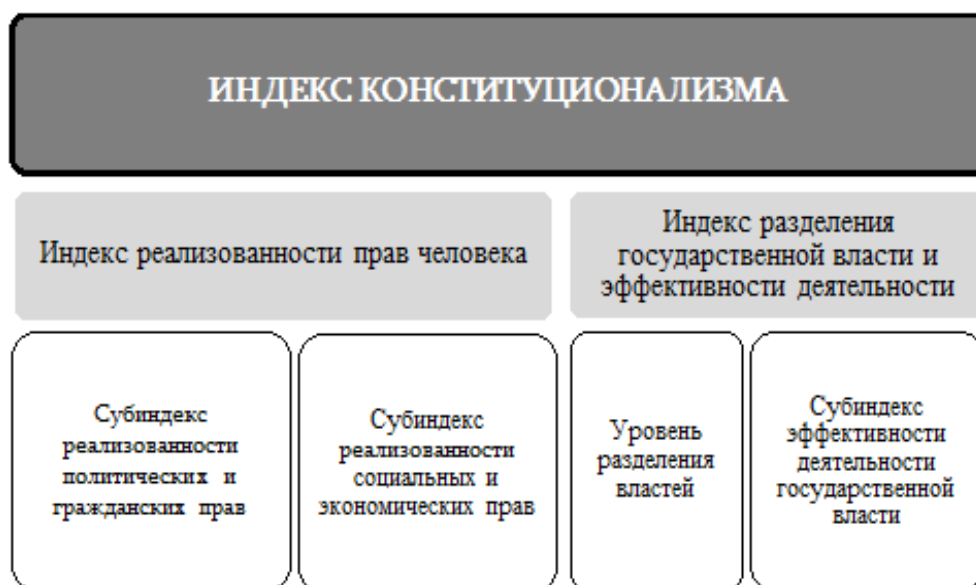 ИНДЕКС КОНСТИТУЦИОНАЛИЗМА
Индекс реализованности прав человека
Индекс разделения
государственной власти и
эффективности деятельности
Субиндекс
реализованности
политических и
гражданских прав
Субиндекс
реализованности
социальных и
экономических прав
Уровень
разделения
властей
Субиндекс
эффективности
деятельности
государственной
власти